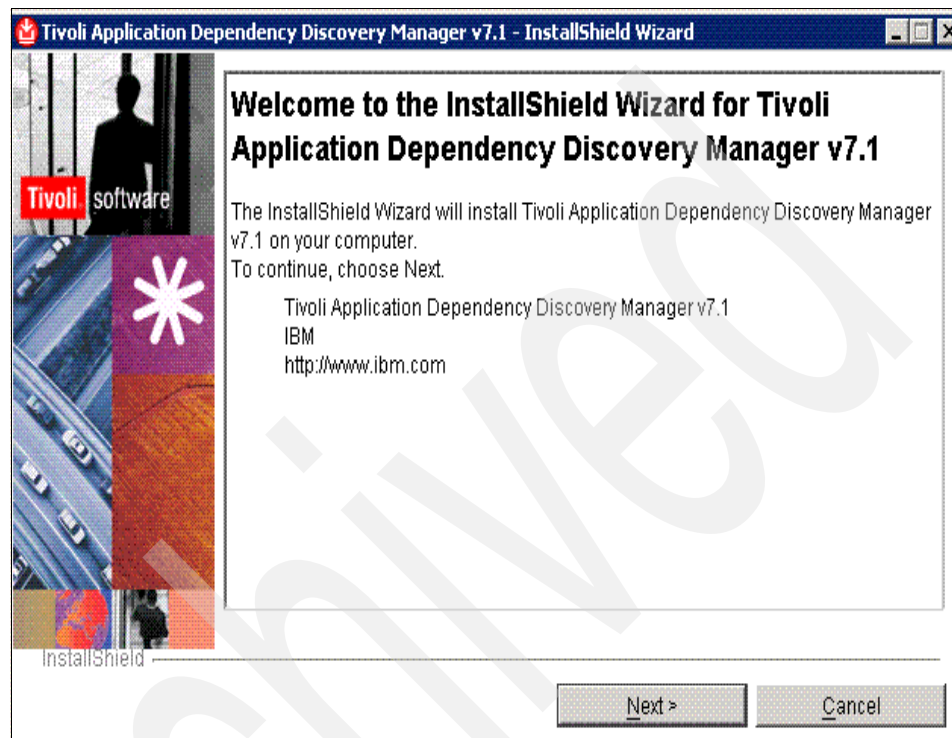 Tivoli Application Dependency Discovery Manager v7.1 - InstallShield Wizard
Tivoli software
Welcome to the InstallShield Wizard for Tivoli
Application Dependency Discovery Manager v7.1
The InstallShield Wizard will install Tivoli Application Dependency Discovery Manager
v7.1 on your computer.
To continue, choose Next.
Tivoli Application Dependency Discovery Manager v7.1
IBM
http://www.ibm.com
InstallShield
Next >
Cancel